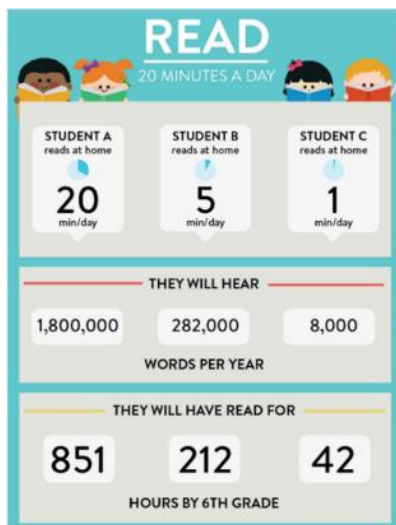 READ
20 MINUTES A DAY
STUDENT A
reads at home
20
min/day
STUDENT B
reads at home
5
min/day
STUDENT C
reads at home
1
min/day
THEY WILL HEAR
1,800,000 282,000 8,000
WORDS PER YEAR
THEY WILL HAVE READ FOR
851 212 42
HOURS BY 6TH GRADE